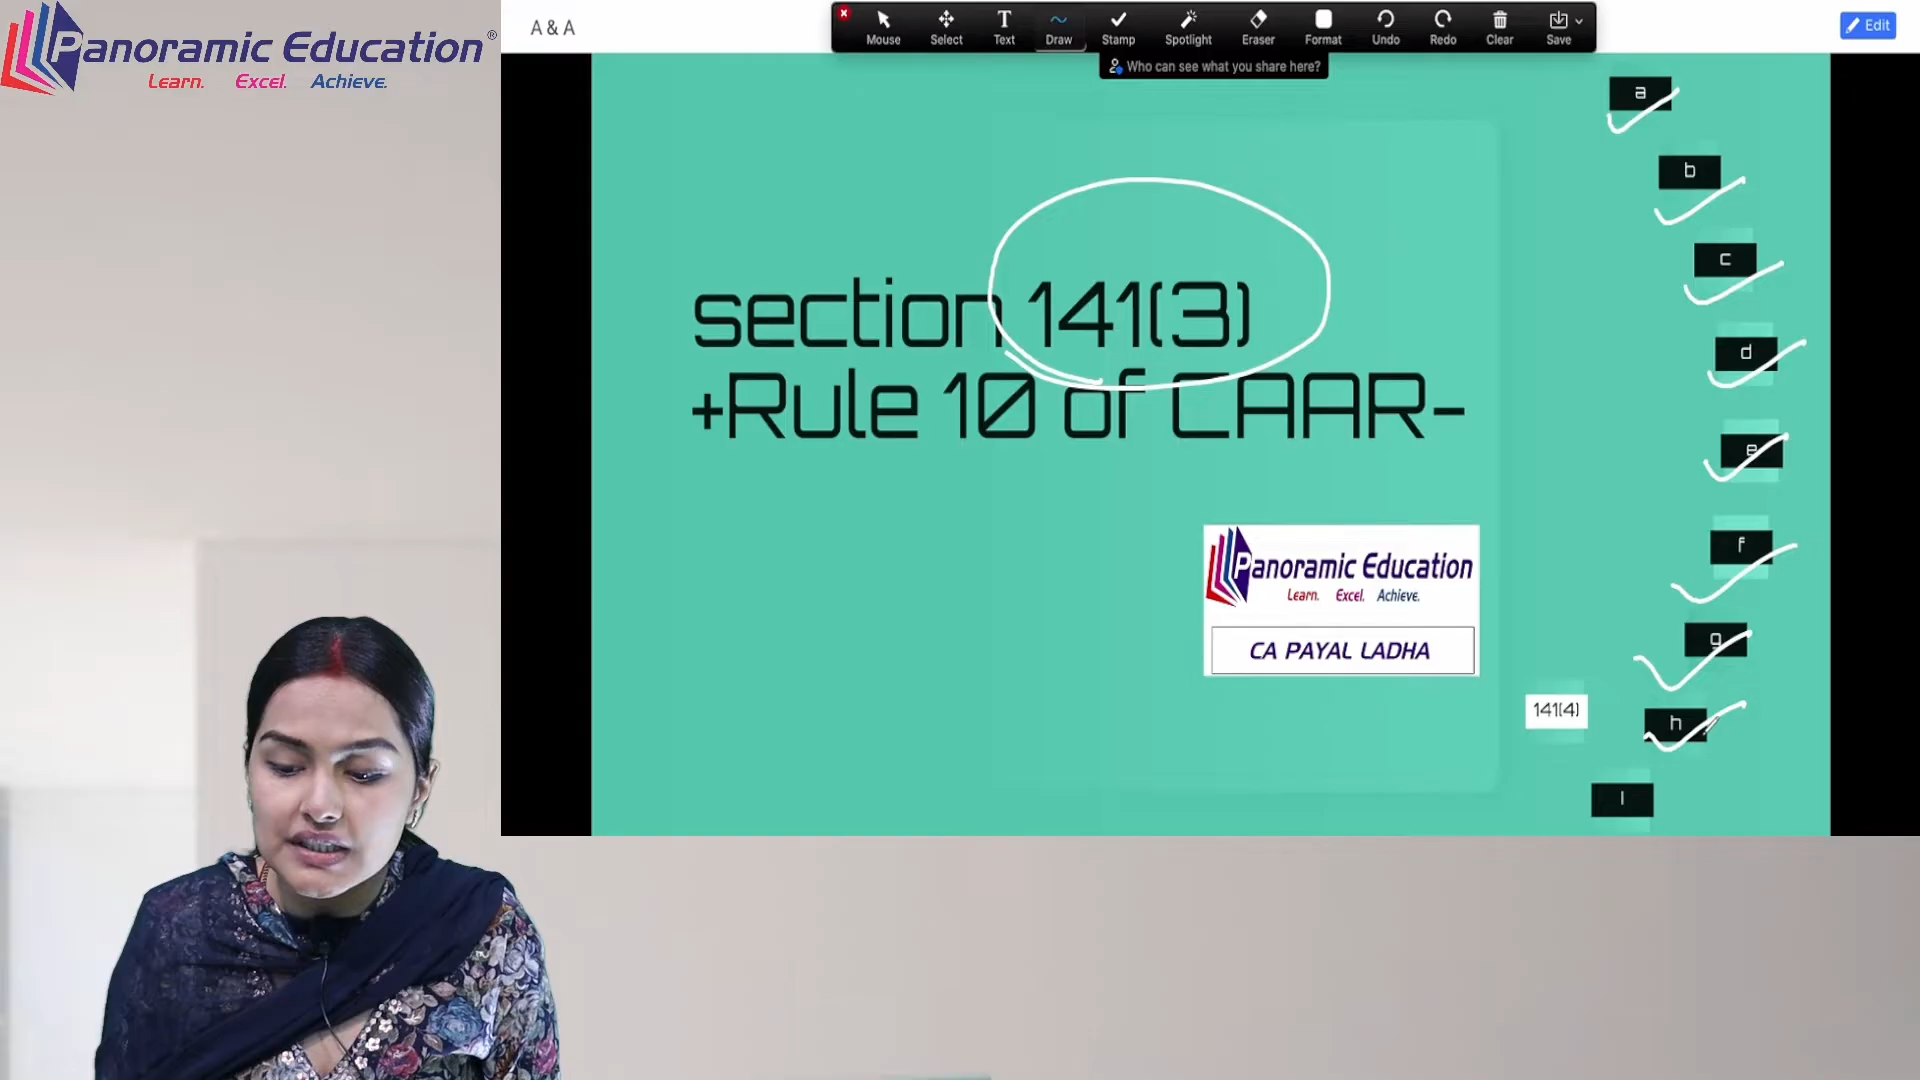 Panoramic Education®
Learn. Excel. Achieve.
A & A
Mouse Select Text Draw Stamp Spotlight Eraser Format Undo Redo Clear Save
Edit
Who can see what you share here?
a
b
c
section 141(3)
d
+Rule 10 of CAAR-
e
f
Panoramic Education
Learn. Excel. Achieve.
g
CA PAYAL LADHA
141(4)
h
I